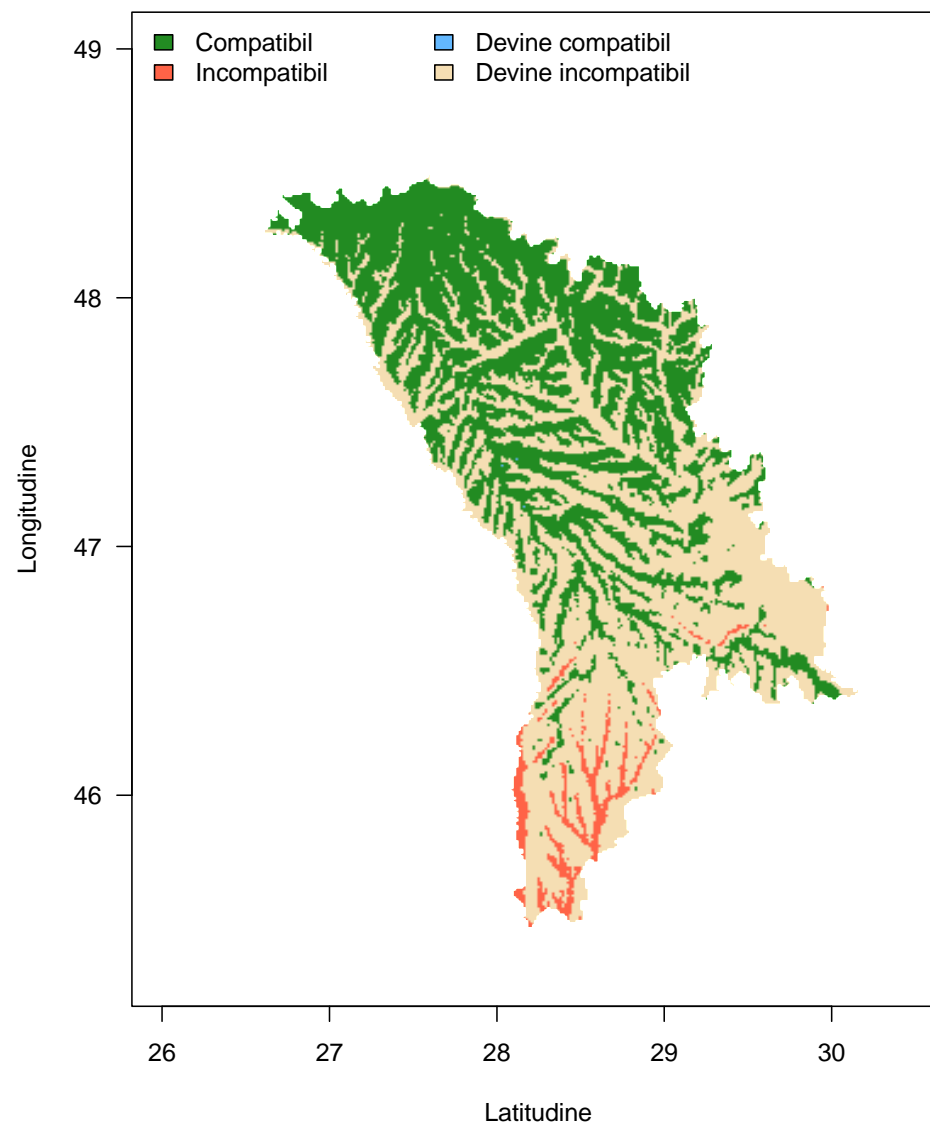 Compatibil
Incompatibil
Devine compatibil
Devine incompatibil
49
48
47
46
Longitudine
26 27 28 29 30
Latitudine